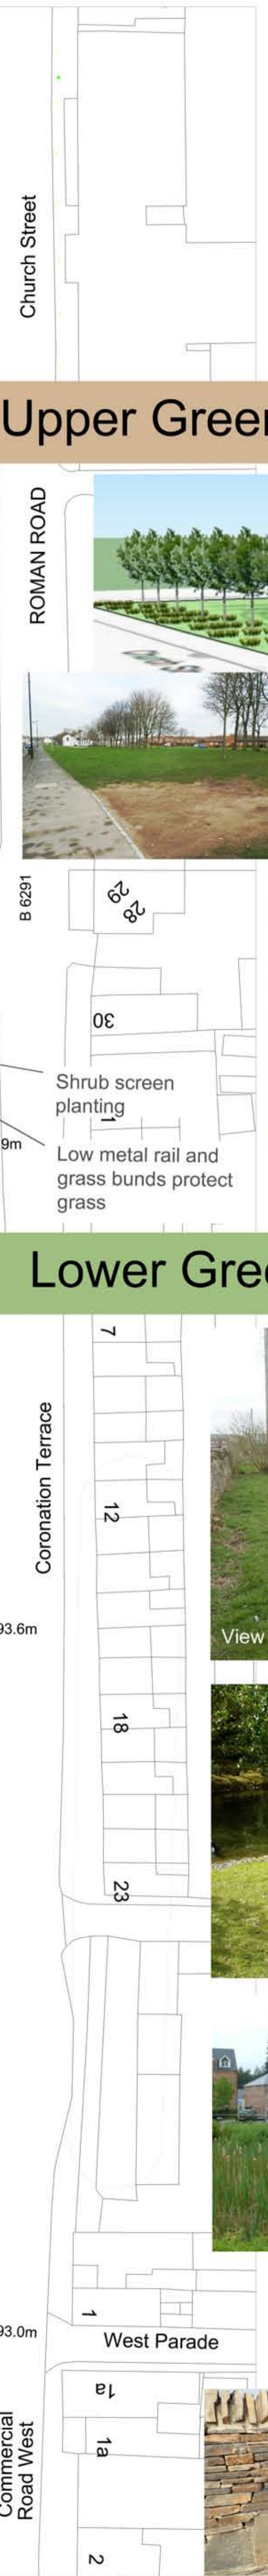 Church Street
Upper Green
ROMAN ROAD
B 6291
29
28
30
Shrub screen
planting
1
9m
Low metal rail and
grass bunds protect
grass
Lower Gree
7
Coronation Terrace
12
93.6m
View
18
23
1
93.0m
West Parade
1a
Commercial
Road West
1a
2